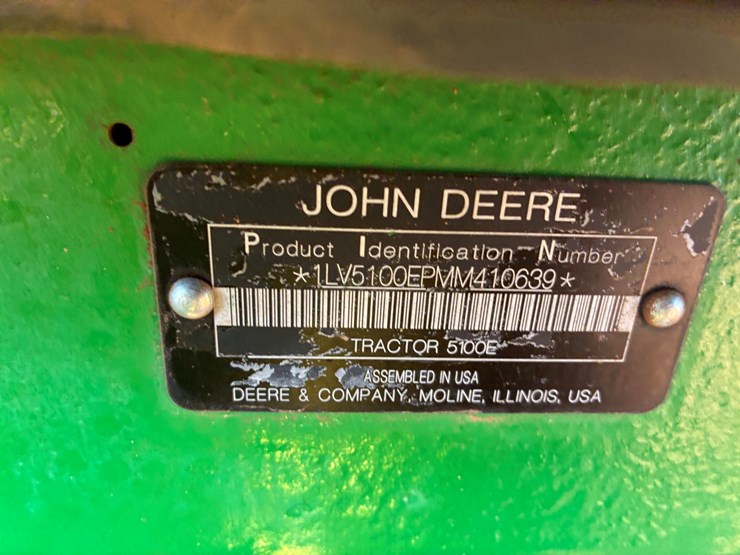 JOHN DEERE
Product Identification Number
*1LV5100EPMM410639*
TRACTOR 5100E
ASSEMBLED IN USA
DEERE & COMPANY, MOLINE, ILLINOIS, USA